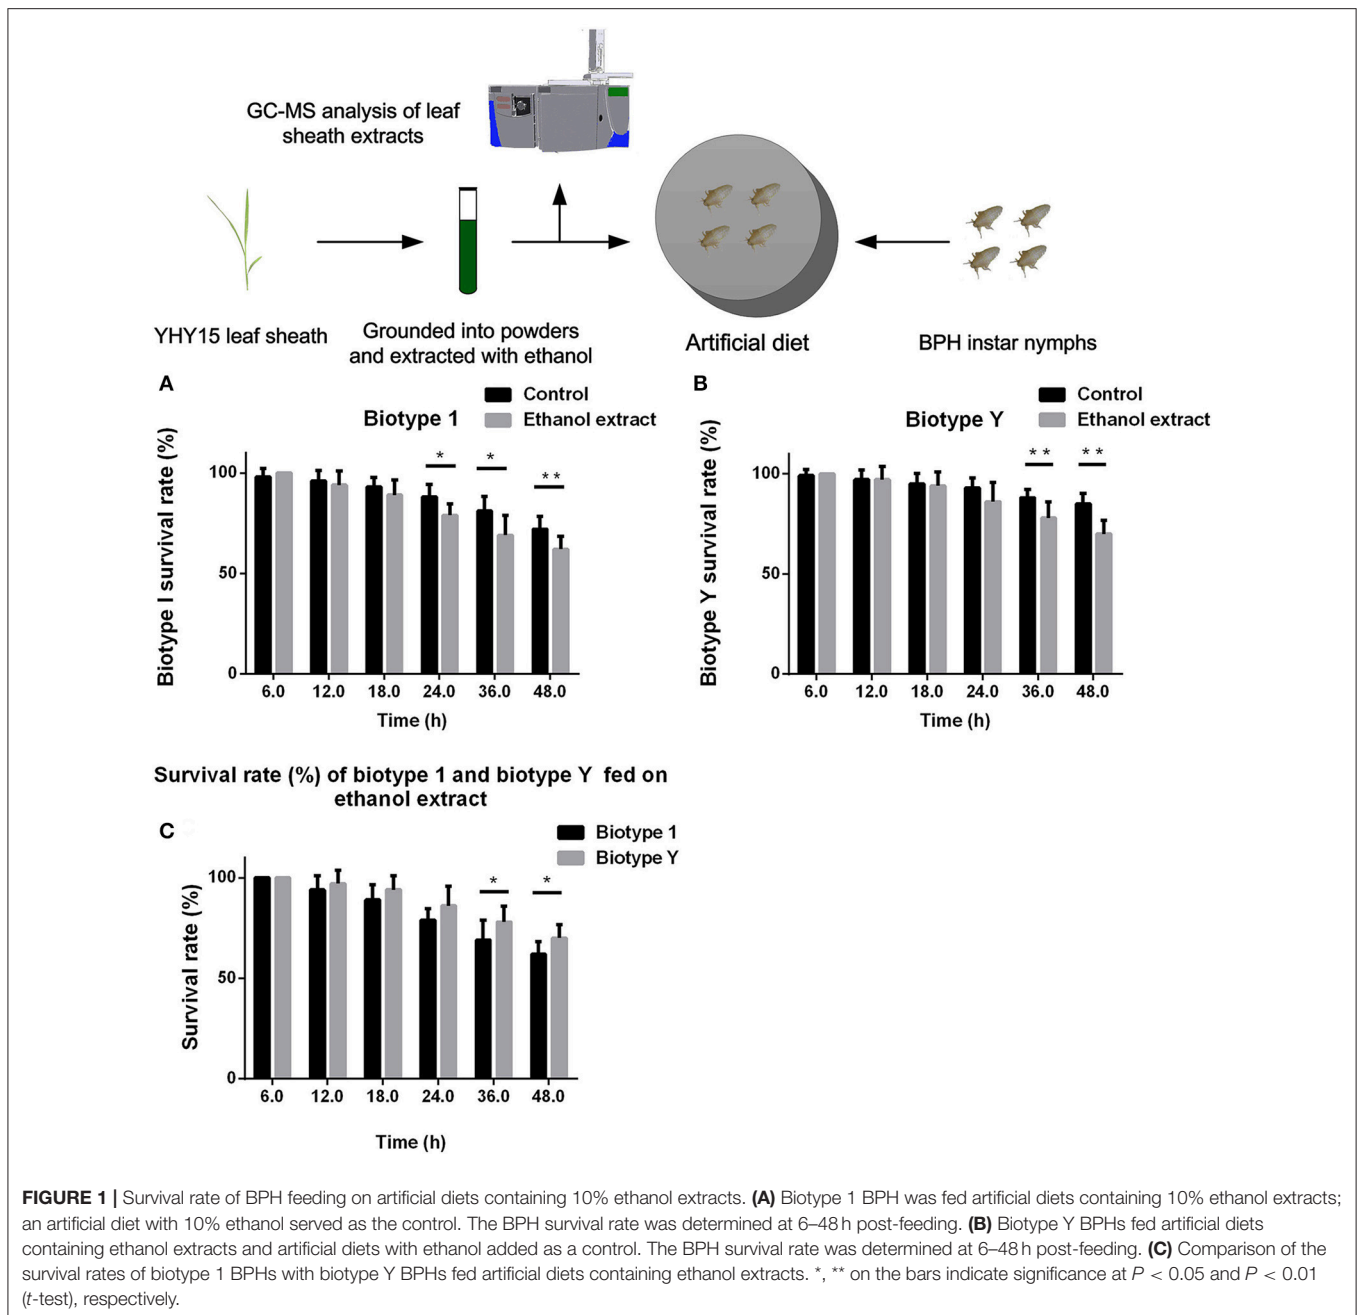 GC-MS analysis of leaf
sheath extracts
YHY15 leaf sheath
Grounded into powders
and extracted with ethanol
Artificial diet
BPH instar nymphs
A
Control
Ethanol extract
Biotype 1
Biotype I survival rate (%)
100
50
0
*
*
**
6.0 12.0 18.0 24.0 36.0 48.0
Time (h)
B
Control
Ethanol extract
Biotype Y
Biotype Y survival rate (%)
100
50
0
**
**
6.0 12.0 18.0 24.0 36.0 48.0
Time (h)
Survival rate (%) of biotype 1 and biotype Y fed on
ethanol extract
C
Biotype 1
Biotype Y
Survival rate (%)
100
50
0
*
*
6.0 12.0 18.0 24.0 36.0 48.0
Time (h)
FIGURE 1 | Survival rate of BPH feeding on artificial diets containing 10% ethanol extracts. (A) Biotype 1 BPH was fed artificial diets containing 10% ethanol extracts;
an artificial diet with 10% ethanol served as the control. The BPH survival rate was determined at 6–48 h post-feeding. (B) Biotype Y BPHs fed artificial diets
containing ethanol extracts and artificial diets with ethanol added as a control. The BPH survival rate was determined at 6–48 h post-feeding. (C) Comparison of the
survival rates of biotype 1 BPHs with biotype Y BPHs fed artificial diets containing ethanol extracts. *, ** on the bars indicate significance at P < 0.05 and P < 0.01
(t-test), respectively.